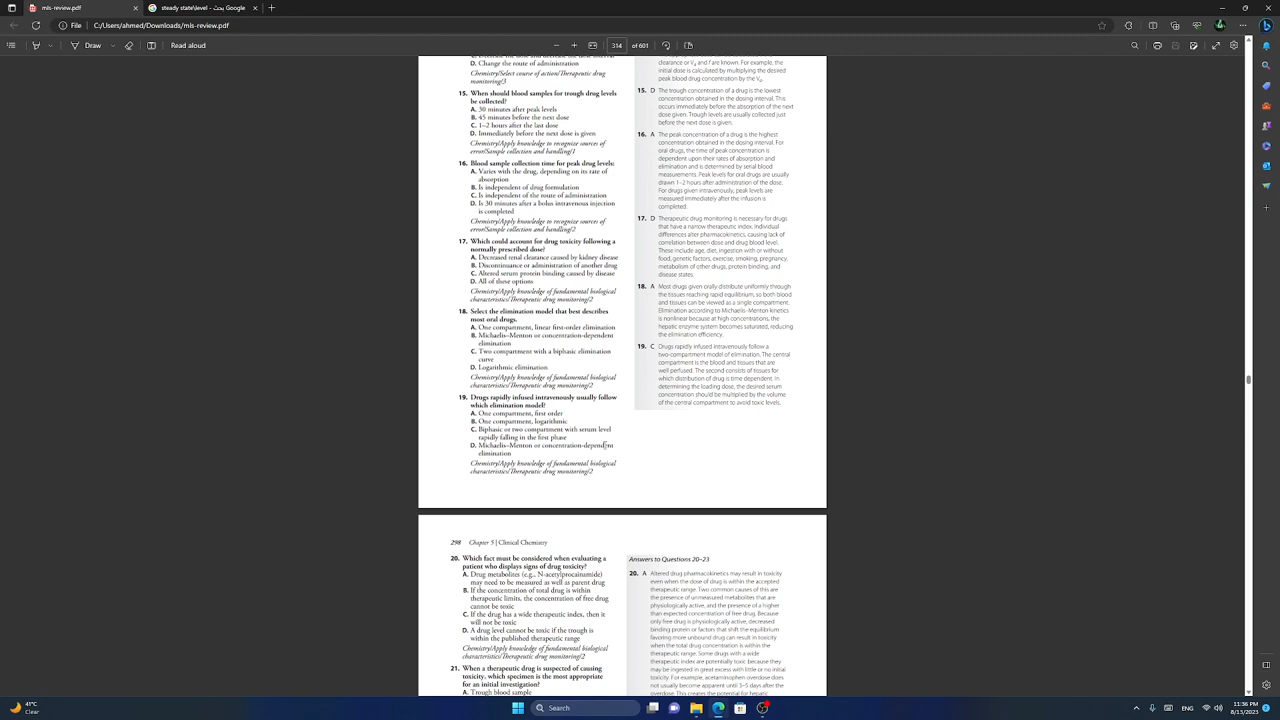 mlt
steady state level - Google Se
File
C:/Users/mlt/Downloads/review.pdf
Draw
Read aloud
314 of 601
D. Change the route of administration
Chemistry/Select course of action/Therapeutic drug
monitoring/3
15. When should blood samples for trough drug levels
be collected?
A. 30 minutes after peak levels
B. 45 minutes before the next dose
C. 1–2 hours after the last dose
D. Immediately before the next dose is given
Chemistry/Apply knowledge to recognize sources of
error/Sample collection and handling/1
16. Blood sample collection time for peak drug levels:
A. Varies with the drug, depending on its rate of
absorption
B. Is independent of drug formulation
C. Is independent of the route of administration
D. Is 30 minutes after a bolus intravenous injection
is completed
Chemistry/Apply knowledge to recognize sources of
error/Sample collection and handling/2
17. Which could account for drug toxicity following a
normally prescribed dose?
A. Decreased renal clearance caused by kidney disease
B. Discontinuance or administration of another drug
C. Altered serum protein binding caused by disease
D. All of these options
Chemistry/Apply knowledge of fundamental biological
characteristics/Therapeutic drug monitoring/2
18. Select the elimination model that best describes
most oral drugs.
A. One compartment, linear first-order elimination
B. Michaelis–Menton or concentration-dependent
elimination
C. Two compartment with a biphasic elimination
curve
D. Logarithmic elimination
Chemistry/Apply knowledge of fundamental biological
characteristics/Therapeutic drug monitoring/2
19. Drugs rapidly infused intravenously usually follow
which elimination model?
A. One compartment, first order
B. One compartment, logarithmic
C. Biphasic or two compartment with serum level
rapidly falling in the first phase
D. Michaelis–Menton or concentration-dependent
elimination
Chemistry/Apply knowledge of fundamental biological
characteristics/Therapeutic drug monitoring/2
clearance or Vd and f are known. For example, the
initial dose is calculated by multiplying the desired
peak blood drug concentration by the Vd.
15. D The trough concentration of a drug is the lowest
concentration obtained in the dosing interval. This
occurs immediately before the absorption of the next
dose given. Trough levels are usually collected just
before the next dose is given.
16. A The peak concentration of a drug is the highest
concentration obtained in the dosing interval. For
oral drugs, the time of peak concentration is
dependent upon their rates of absorption and
elimination and is determined by serial blood
measurements. Peak levels for oral drugs are usually
drawn 1–2 hours after administration of the dose.
For drugs given intravenously, peak levels are
measured immediately after the infusion is
completed.
17. D Therapeutic drug monitoring is necessary for drugs
that have a narrow therapeutic index. Individual
differences alter pharmacokinetics, causing lack of
correlation between dose and drug blood level.
These include age, diet, ingestion with or without
food, genetic factors, exercise, smoking, pregnancy,
metabolism of other drugs, protein binding, and
disease states.
18. A Most drugs given orally distribute uniformly through
the tissues reaching rapid equilibrium, so both blood
and tissues can be viewed as a single compartment.
Elimination according to Michaelis–Menton kinetics
is nonlinear because at high concentrations, the
hepatic enzyme system becomes saturated, reducing
the elimination efficiency.
19. C Drugs rapidly infused intravenously follow a
two-compartment model of elimination. The central
compartment is the blood and tissues that are
well perfused. The second consists of tissues for
which distribution of drug is time dependent. In
determining the loading dose, the desired serum
concentration should be multiplied by the volume
of the central compartment to avoid toxic levels.
298 Chapter 5 | Clinical Chemistry
20. Which fact must be considered when evaluating a
patient who displays signs of drug toxicity?
A. Drug metabolites (e.g., N-acetylprocainamide)
may need to be measured as well as parent drug
B. If the concentration of total drug is within
therapeutic limits, the concentration of free drug
cannot be toxic
C. If the drug has a wide therapeutic index, then it
will not be toxic
D. A drug level cannot be toxic if the trough is
within the published therapeutic range
Chemistry/Apply knowledge of fundamental biological
characteristics/Therapeutic drug monitoring/2
21. When a therapeutic drug is suspected of causing
toxicity, which specimen is the most appropriate
for an initial investigation?
A. Trough blood sample
Answers to Questions 20–23
20. A Altered drug pharmacokinetics may result in toxicity
even when the dose of drug is within the accepted
therapeutic range. Two common causes of this are
the presence of unmeasured metabolites that are
physiologically active, and the presence of a higher
than expected concentration of free drug. Because
only free drug is physiologically active, decreased
binding protein or factors that shift the equilibrium
favoring more unbound drug can result in toxicity
when the total drug concentration is within the
therapeutic range. Some drugs with a wide
therapeutic index are potentially toxic because they
may be ingested in great excess with little or no initial
toxicity. For example, acetaminophen overdose does
not usually become apparent until 3–5 days after the
overdose. This creates the potential for hepatic
41°C
Clear
Search
11:36 PM